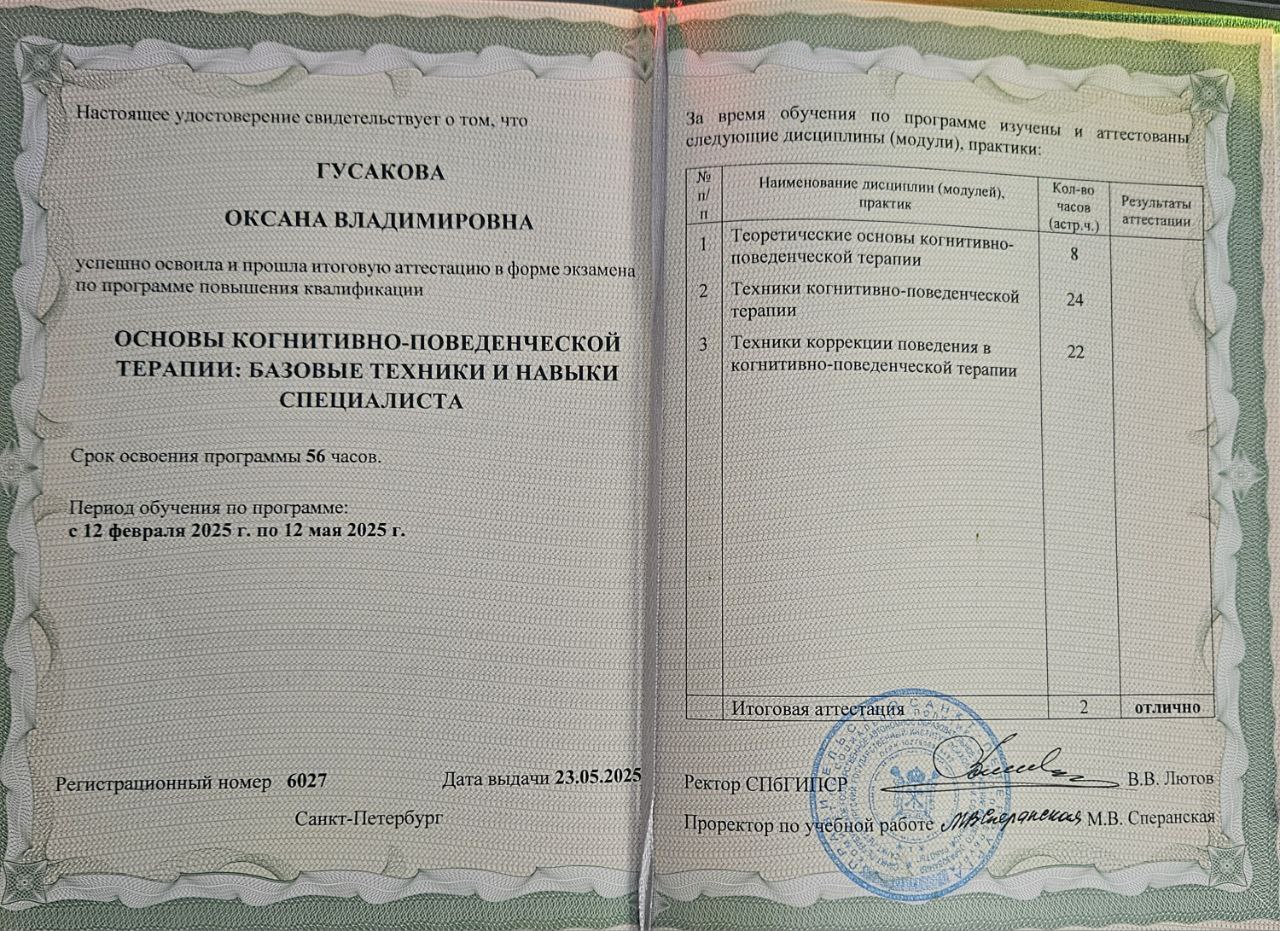 Настоящее удостоверение свидетельствует о том, что
ГУСАКОВА
ОКСАНА ВЛАДИМИРОВНА
успешно освоила и прошла итоговую аттестацию в форме экзамена
по программе повышения квалификации
ОСНОВЫ КОГНИТИВНО-ПОВЕДЕНЧЕСКОЙ
ТЕРАПИИ: БАЗОВЫЕ ТЕХНИКИ И НАВЫКИ
СПЕЦИАЛИСТА
Срок освоения программы 56 часов.
Период обучения по программе:
с 12 февраля 2025 г. по 12 мая 2025 г.
Регистрационный номер 6027
Дата выдачи 23.05.2025
Санкт-Петербург
За время обучения по программе изучены и аттестованы
следующие дисциплины (модули), практики:
№ п/п
Наименование дисциплин (модулей),
практик
Кол-во
часов
(астр.ч.)
Результаты
аттестации
1 Теоретические основы когнитивно-
поведенческой терапии 8
2 Техники когнитивно-поведенческой
терапии 24
3 Техники коррекции поведения в
когнитивно-поведенческой терапии 22
Итоговая аттестация 2 отлично
Ректор СПбГИПСР В.В. Лютов
Проректор по учебной работе МВСперанская М.В. Сперанская